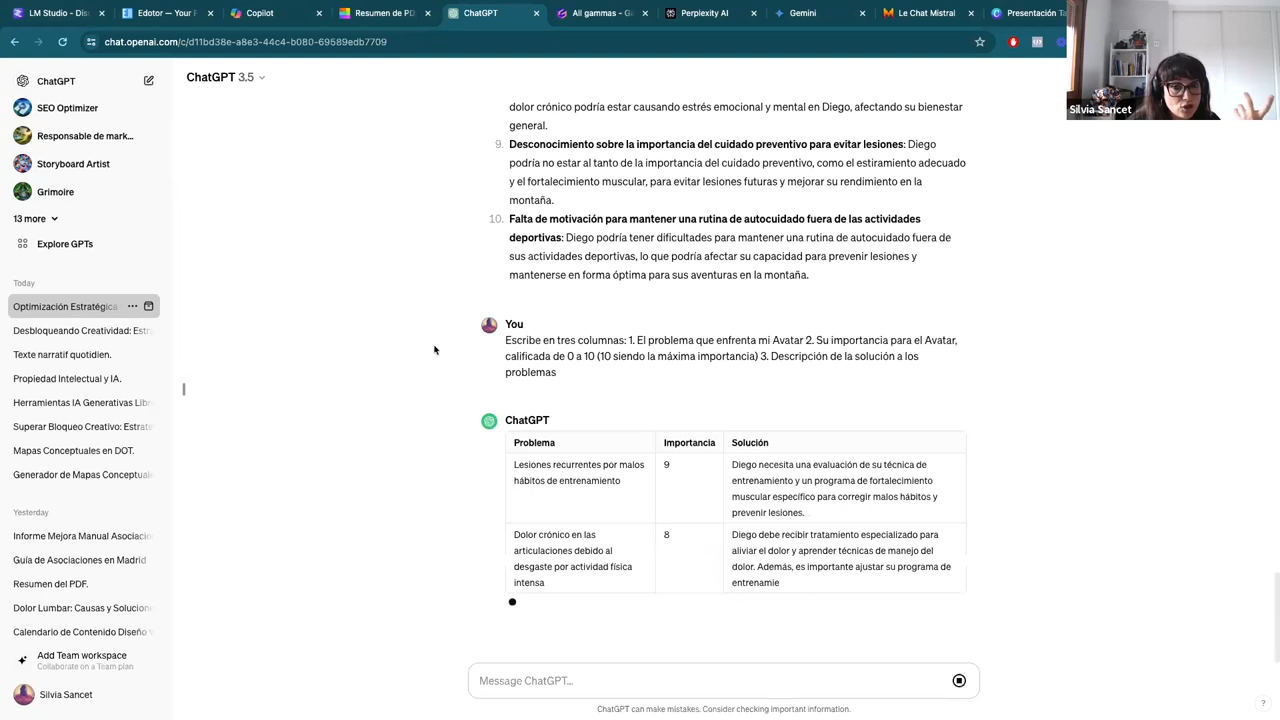 LM Studio - Dis
Editor — Your F
Copilot
Resumen de PD
ChatGPT
All gammas - G
Perplexity AI
Gemini
Le Chat Mistral
Presentación Ta
chat.openai.com/c/d11bd38e-a8e3-44c4-b080-69589edb7709
Silvia Sancet
ChatGPT
SEO Optimizer
Responsable de mark...
Storyboard Artist
Grimoire
13 more
Explore GPTs
Today
Optimización Estratégica
Desbloqueando Creatividad: Estr
Texte narratif quotidien.
Propiedad Intelectual y IA.
Herramientas IA Generativas Libr
Superar Bloqueo Creativo: Estrate
Mapas Conceptuales en DOT.
Generador de Mapas Conceptual
Yesterday
Informe Mejora Manual Asociacio
Guía de Asociaciones en Madrid
Resumen del PDF.
Dolor Lumbar: Causas y Solucione
Calendario de Contenido Diseño
Add Team workspace
Collaborate on a Team plan
Silvia Sancet
ChatGPT 3.5
dolor crónico podría estar causando estrés emocional y mental en Diego, afectando su bienestar
general.
9. Desconocimiento sobre la importancia del cuidado preventivo para evitar lesiones: Diego
podría no estar al tanto de la importancia del cuidado preventivo, como el estiramiento adecuado
y el fortalecimiento muscular, para evitar lesiones futuras y mejorar su rendimiento en la
montaña.
10. Falta de motivación para mantener una rutina de autocuidado fuera de las actividades
deportivas: Diego podría tener dificultades para mantener una rutina de autocuidado fuera de
sus actividades deportivas, lo que podría afectar su capacidad para prevenir lesiones y
mantenerse en forma óptima para sus aventuras en la montaña.
You
Escribe en tres columnas: 1. El problema que enfrenta mi Avatar 2. Su importancia para el Avatar,
calificada de 0 a 10 (10 siendo la máxima importancia) 3. Descripción de la solución a los
problemas
ChatGPT
Problema Importancia Solución
Lesiones recurrentes por malos 9 Diego necesita una evaluación de su técnica de
hábitos de entrenamiento entrenamiento y un programa de fortalecimiento
muscular específico para corregir malos hábitos y
prevenir lesiones.
Dolor crónico en las 8 Diego debe recibir tratamiento especializado para
articulaciones debido al aliviar el dolor y aprender técnicas de manejo del
desgaste por actividad física dolor. Además, es importante ajustar su programa de
intensa entrenamie
Message ChatGPT...
ChatGPT can make mistakes. Consider checking important information.
?